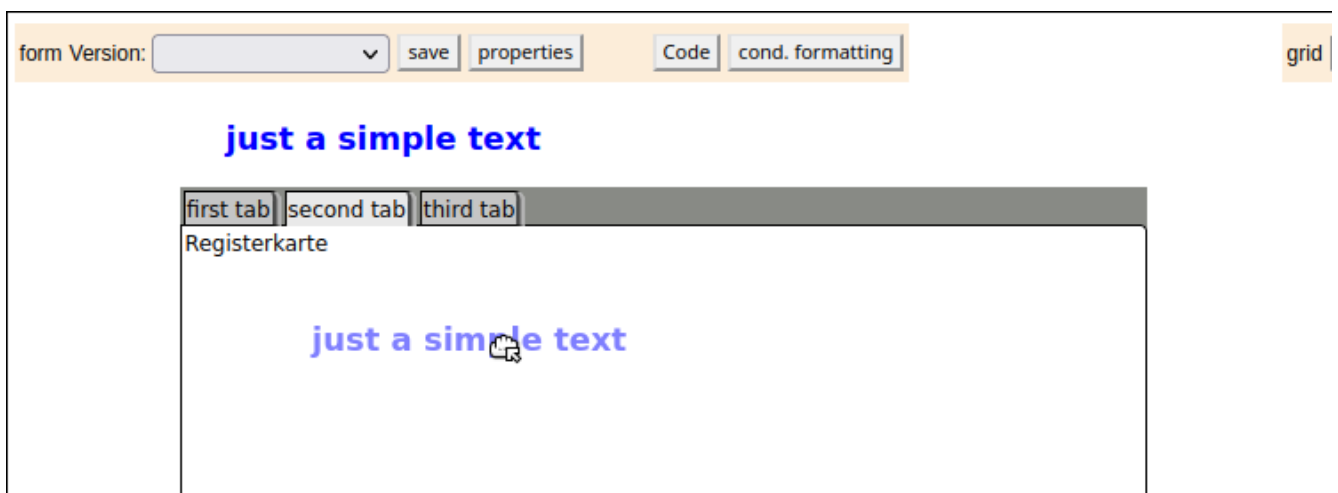 form Version: save properties Code cond. formatting grid
just a simple text
first tab second tab third tab
Registerkarte
just a simple text